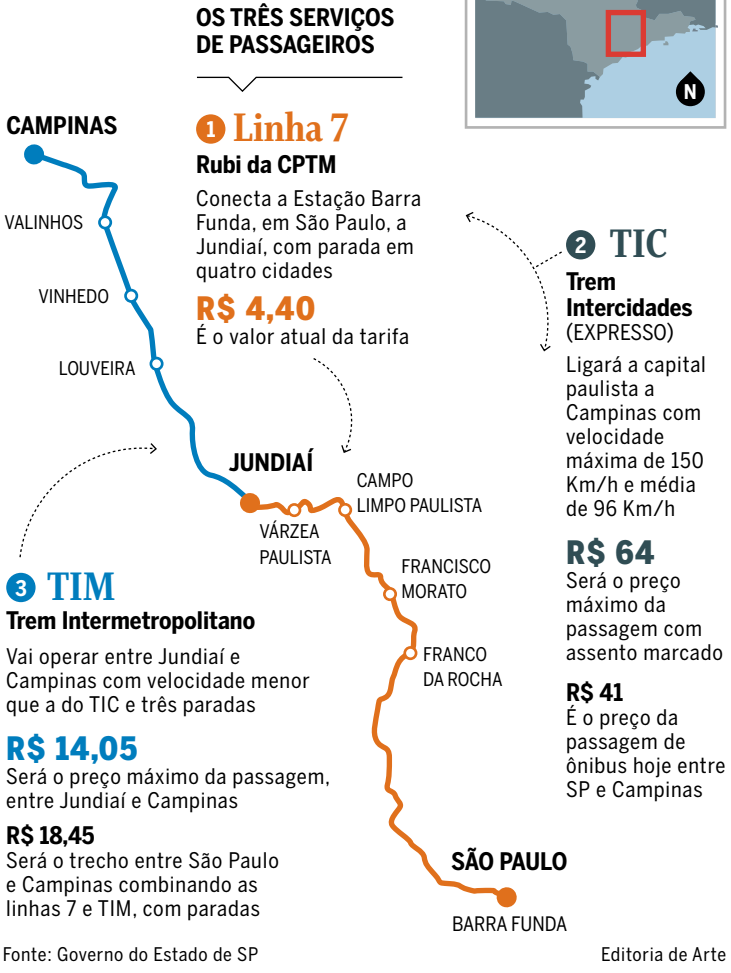 OS TRÊS SERVIÇOS
DE PASSAGEIROS
N
1 Linha 7
Rubi da CPTM
Conecta a Estação Barra
Funda, em São Paulo, a
Jundiaí, com parada em
quatro cidades
R$ 4,40
É o valor atual da tarifa
2 TIC
Trem
Intercidades
(EXPRESSO)
Ligará a capital
paulista a
Campinas com
velocidade
máxima de 150
Km/h e média
de 96 Km/h
R$ 64
Será o preço
máximo da
passagem com
assento marcado
R$ 41
É o preço da
passagem de
ônibus hoje entre
SP e Campinas
CAMPINAS
VALINHOS
VINHEDO
LOUVEIRA
JUNDIAÍ
VÁRZEA
PAULISTA
CAMPO
LIMPO PAULISTA
FRANCISCO
MORATO
FRANCO
DA ROCHA
SÃO PAULO
BARRA FUNDA
3 TIM
Trem Intermetropolitano
Vai operar entre Jundiaí e
Campinas com velocidade menor
que a do TIC e três paradas
R$ 14,05
Será o preço máximo da passagem,
entre Jundiaí e Campinas
R$ 18,45
Será o trecho entre São Paulo
e Campinas combinando as
linhas 7 e TIM, com paradas
Fonte: Governo do Estado de SP
Editoria de Arte